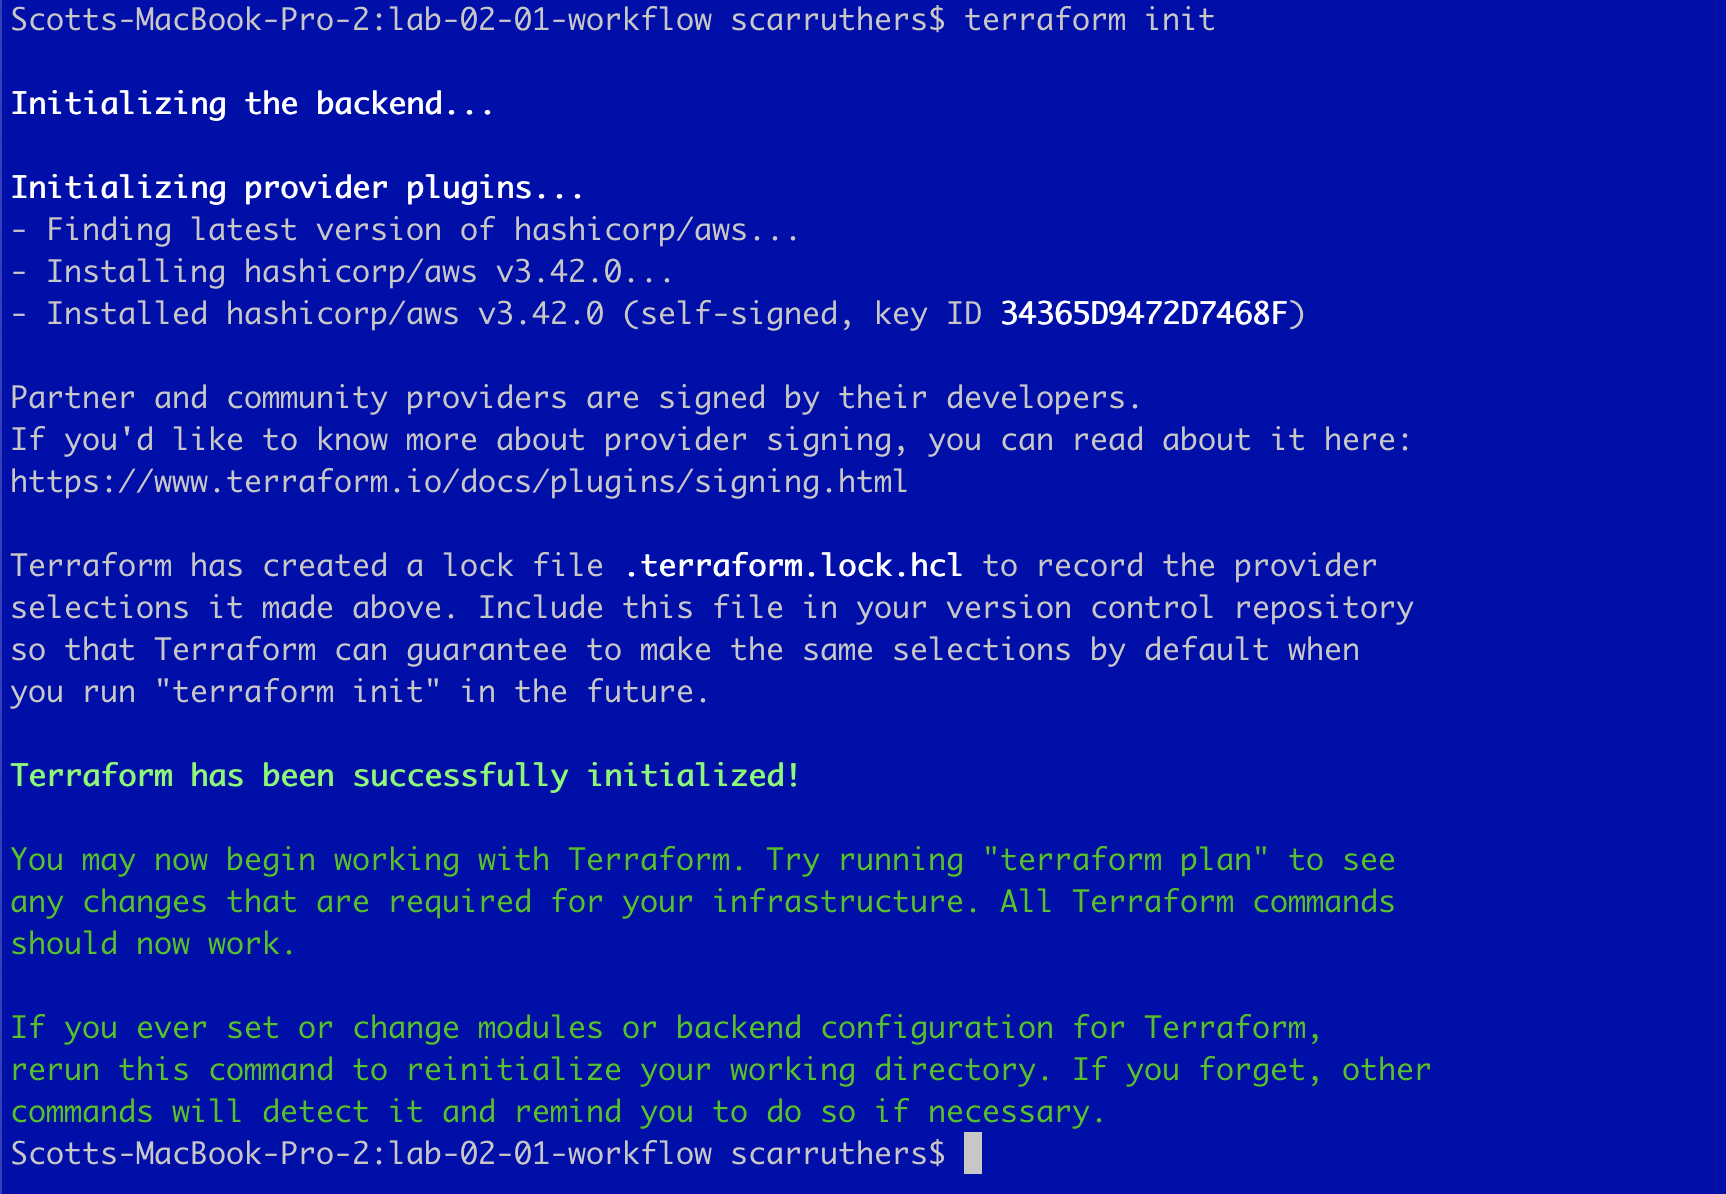 Scotts-MacBook-Pro-2:lab-02-01-workflow scarruthers$ terraform init
Initializing the backend...
Initializing provider plugins...
- Finding latest version of hashicorp/aws...
- Installing hashicorp/aws v3.42.0...
- Installed hashicorp/aws v3.42.0 (self-signed, key ID 34365D9472D7468F)
Partner and community providers are signed by their developers.
If you'd like to know more about provider signing, you can read about it here:
https://www.terraform.io/docs/plugins/signing.html
Terraform has created a lock file .terraform.lock.hcl to record the provider
selections it made above. Include this file in your version control repository
so that Terraform can guarantee to make the same selections by default when
you run "terraform init" in the future.
Terraform has been successfully initialized!
You may now begin working with Terraform. Try running "terraform plan" to see
any changes that are required for your infrastructure. All Terraform commands
should now work.
If you ever set or change modules or backend configuration for Terraform,
rerun this command to reinitialize your working directory. If you forget, other
commands will detect it and remind you to do so if necessary.
Scotts-MacBook-Pro-2:lab-02-01-workflow scarruthers$